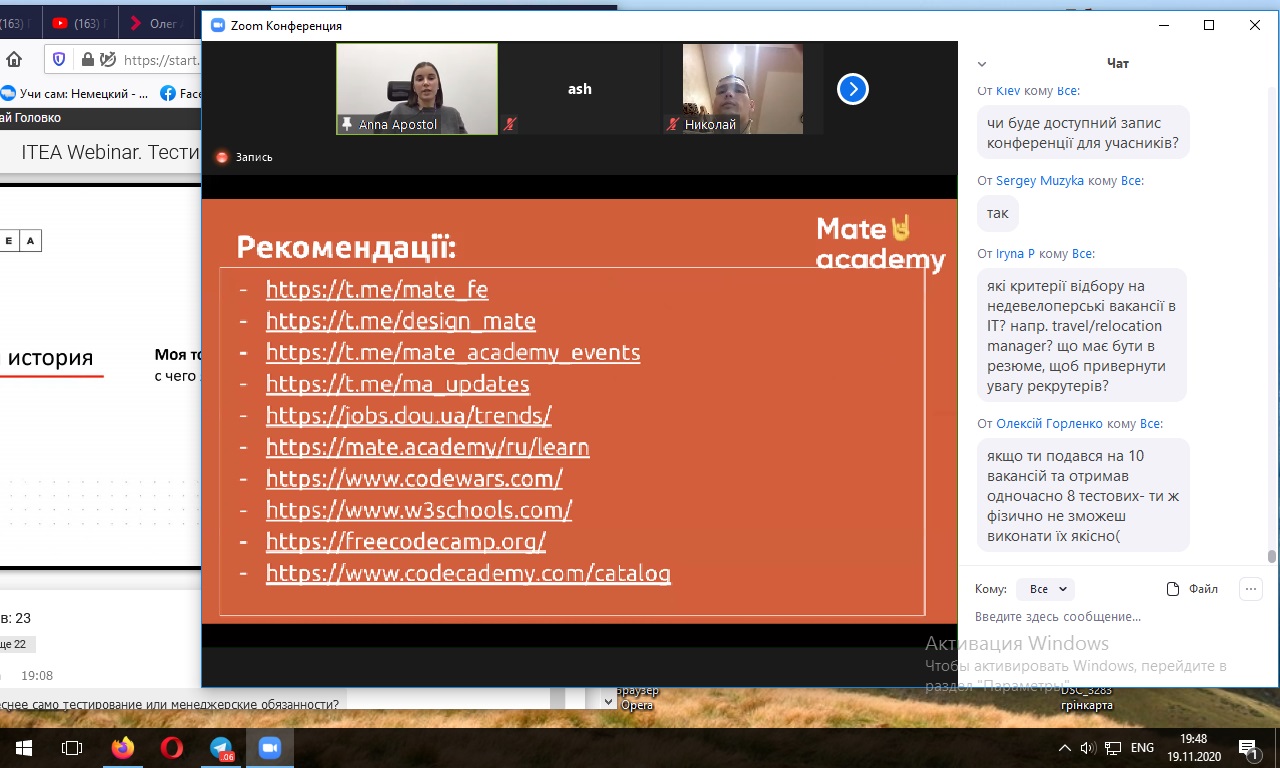 (163)
(163)
Олег
https://start.
Учи сам: Немецкий - ...
Face
ай Головко
ITEA Webinar. Тести
E A
история
Моя то
с чего
в: 23
ще 22
19:08
еснее само тестирование или менеджерские обязанности?
Zoom Конференция
Anna Apostol
ash
Николай
Запись
Mate
academy
Рекомендації:
- https://t.me/mate_fe
- https://t.me/design_mate
- https://t.me/mate_academy_events
- https://t.me/ma_updates
- https://jobs.dou.ua/trends/
- https://mate.academy/ru/learn
- https://www.codewars.com/
- https://www.w3schools.com/
- https://freecodecamp.org/
- https://www.codecademy.com/catalog
Чат
От Kiev кому Все:
чи буде доступний запис
конференції для учасників?
От Sergey Muzyka кому Все:
так
От Iryna P кому Все:
які критерії відбору на
недевелоперські вакансії в
IT? напр. travel/relocation
manager? що має бути в
резюме, щоб привернути
увагу рекрутерів?
От Олексій Горленко кому Все:
якщо ти подався на 10
вакансій та отримав
одночасно 8 тестових- ти ж
фізично не зможеш
виконати їх якісно(
Кому: Все
Файл
Введите здесь сообщение...
Активация Windows
Чтобы активировать Windows, перейдите в
раздел "Параметры".
браузер
Opera
DSC_3283
грінкарта
.06
ENG
19:48
19.11.2020
1